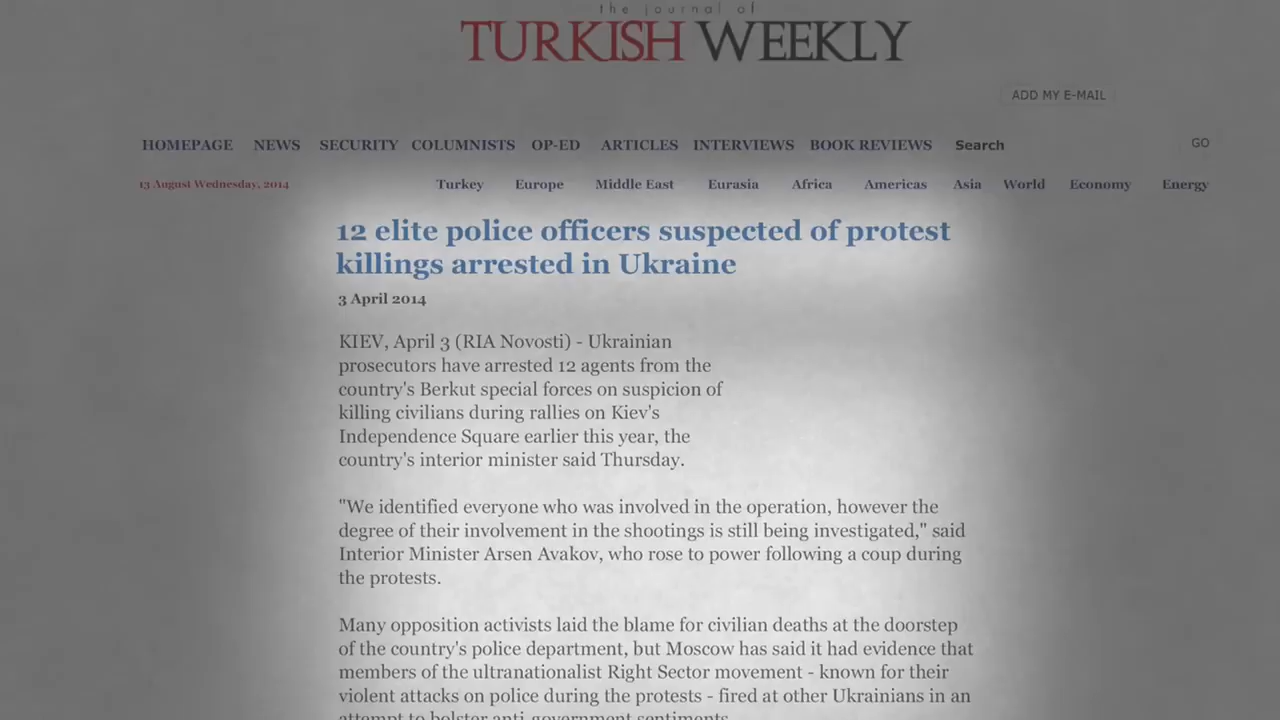 the journal of
TURKISH WEEKLY
ADD MY E-MAIL
HOMEPAGE NEWS SECURITY COLUMNISTS OP-ED ARTICLES INTERVIEWS BOOK REVIEWS Search GO
13 August Wednesday, 2014 Turkey Europe Middle East Eurasia Africa Americas Asia World Economy Energy
12 elite police officers suspected of protest
killings arrested in Ukraine
3 April 2014
KIEV, April 3 (RIA Novosti) - Ukrainian
prosecutors have arrested 12 agents from the
country's Berkut special forces on suspicion of
killing civilians during rallies on Kiev's
Independence Square earlier this year, the
country's interior minister said Thursday.
"We identified everyone who was involved in the operation, however the
degree of their involvement in the shootings is still being investigated," said
Interior Minister Arsen Avakov, who rose to power following a coup during
the protests.
Many opposition activists laid the blame for civilian deaths at the doorstep
of the country's police department, but Moscow has said it had evidence that
members of the ultranationalist Right Sector movement - known for their
violent attacks on police during the protests - fired at other Ukrainians in an
attempt to bolster anti-government sentiments.